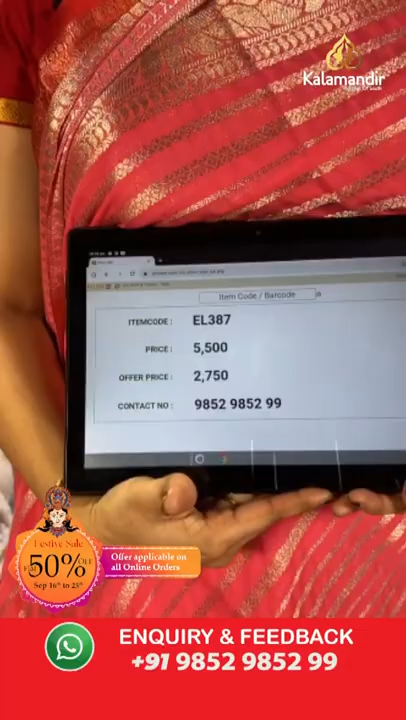 Kalamandir
Item Code / Barcode
ITEMCODE : EL387
PRICE : 5,500
OFFER PRICE : 2,750
CONTACT NO : 9852 9852 99
Festive Sale
50% OFF
Sep 16th to 25th
Offer applicable on
all Online Orders
ENQUIRY & FEEDBACK
+91 9852 9852 99